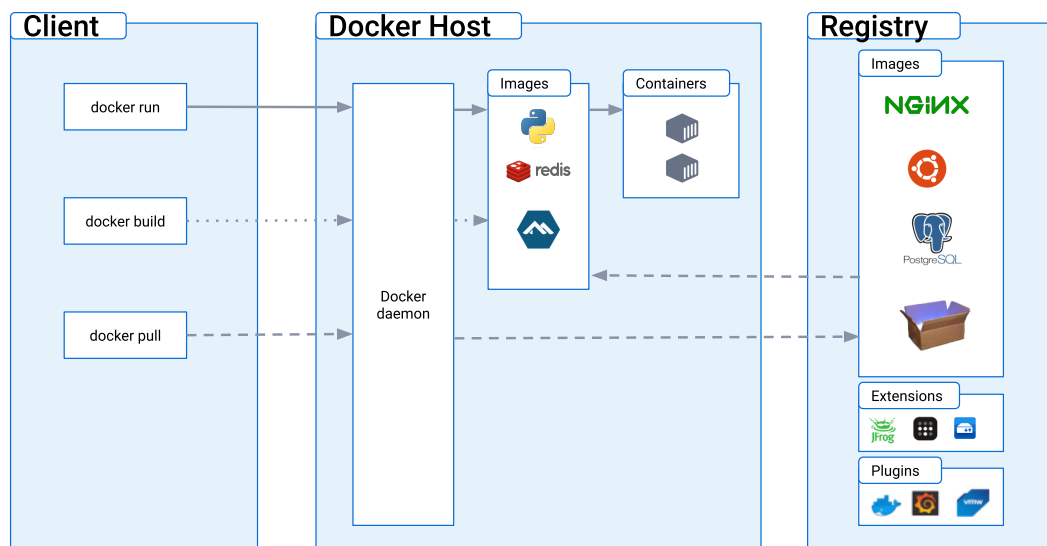 Client
docker run
docker build
docker pull
Docker Host
Docker
daemon
Images
redis
Containers
Registry
Images
NGINX
PostgreSQL
Extensions
JFrog
Plugins
vmw